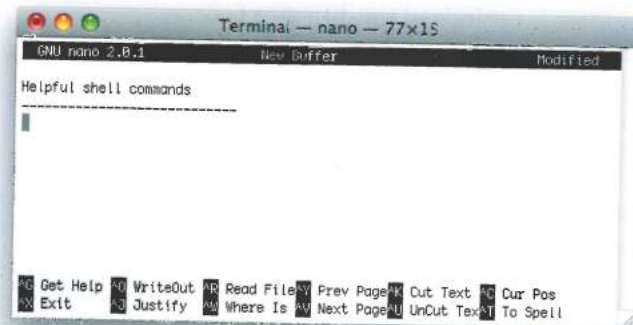 Terminal — nano — 77×15
GNU nano 2.0.1 New Buffer Modified
Helpful shell commands
------------------------------
^G Get Help ^O WriteOut ^R Read File ^Y Prev Page ^K Cut Text ^C Cur Pos
^X Exit ^J Justify ^W Where Is ^V Next Page ^U UnCut Tex ^T To Spell